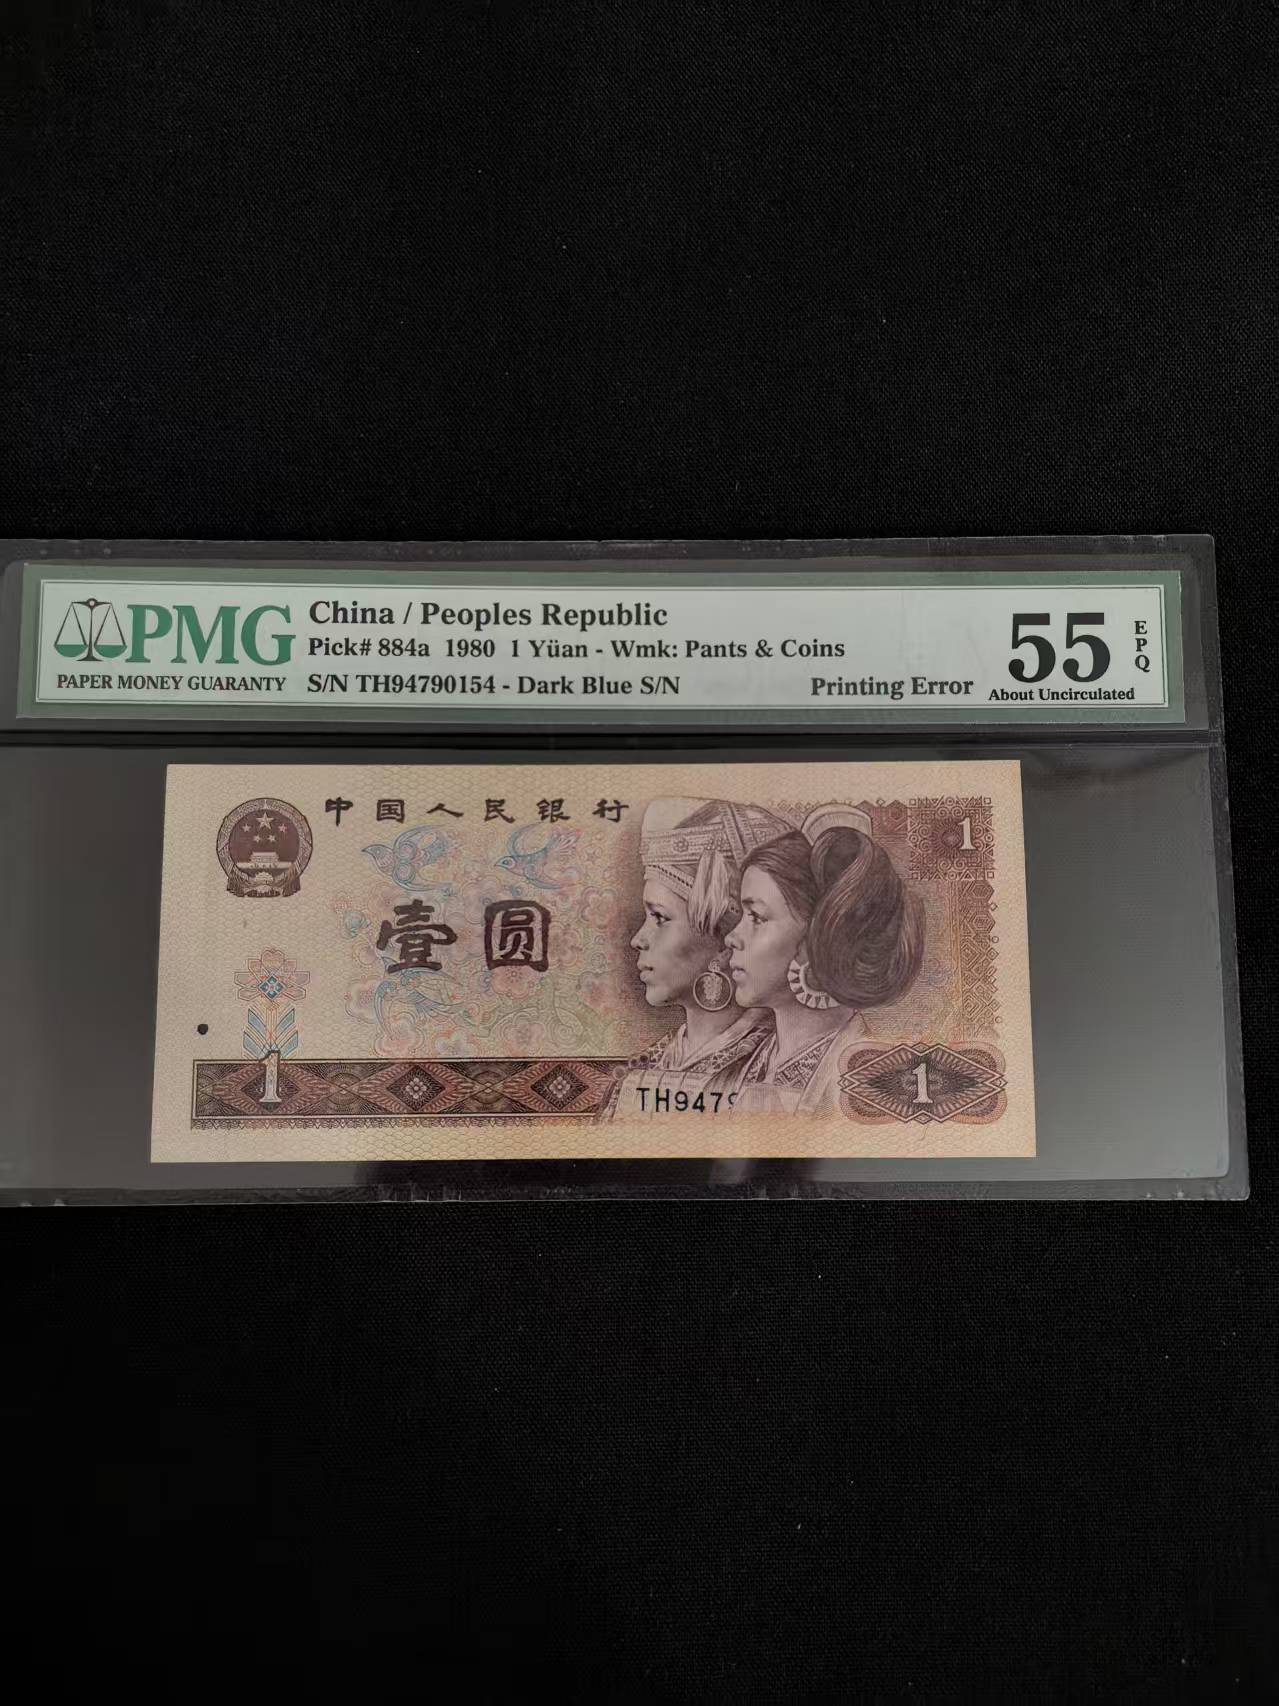 PMG
PAPER MONEY GUARANTY
China / Peoples Republic
Pick# 884a 1980 1 Yüan - Wmk: Pants & Coins
S/N TH94790154 - Dark Blue S/N
Printing Error
55
EPQ
About Uncirculated
中国人民银行
1
壹圆
1
TH9479
1